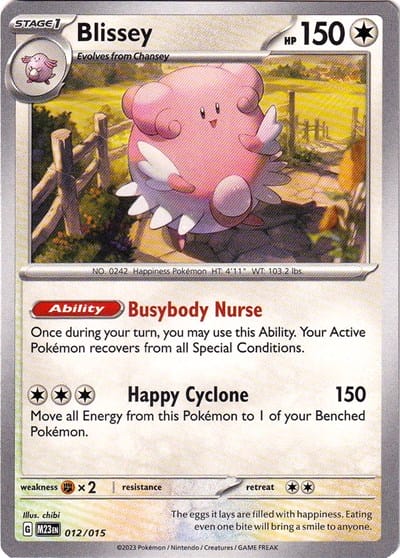 STAGE 1
Blissey
HP 150
Evolves from Chansey
NO. 0242 Happiness Pokémon HT: 4'11" WT: 103.2 lbs.
Ability Busybody Nurse
Once during your turn, you may use this Ability. Your Active
Pokémon recovers from all Special Conditions.
Happy Cyclone 150
Move all Energy from this Pokémon to 1 of your Benched
Pokémon.
weakness ×2 resistance retreat
Illus. chibi
G M23 EN 012/015
The eggs it lays are filled with happiness. Eating
even one bite will bring a smile to anyone.
©2023 Pokémon / Nintendo / Creatures / GAME FREAK